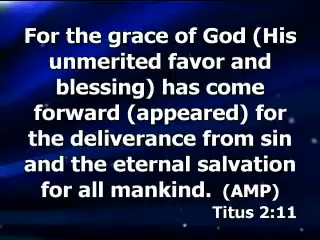 For the grace of God (His
unmerited favor and
blessing) has come
forward (appeared) for
the deliverance from sin
and the eternal salvation
for all mankind. (AMP)
Titus 2:11